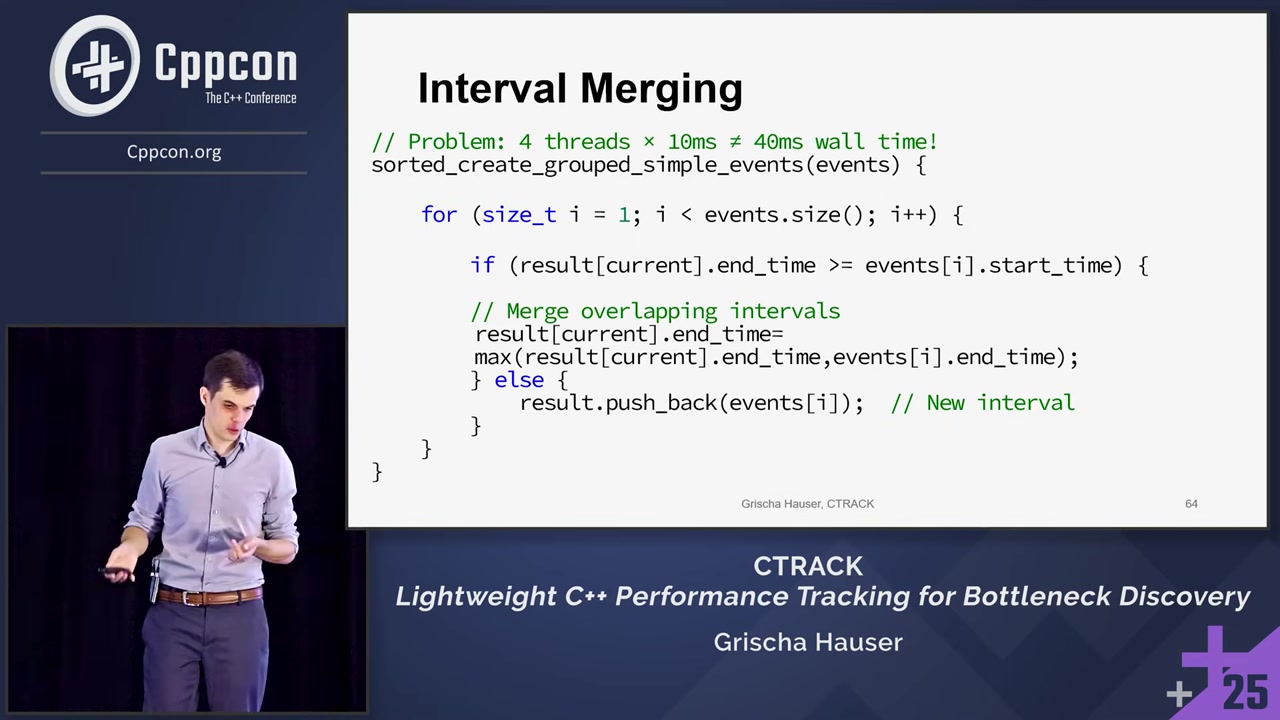 Cppcon
The C++ Conference
Cppcon.org
Interval Merging
// Problem: 4 threads × 10ms ≠ 40ms wall time!
sorted_create_grouped_simple_events(events) {
for (size_t i = 1; i < events.size(); i++) {
if (result[current].end_time >= events[i].start_time) {
// Merge overlapping intervals
result[current].end_time=
max(result[current].end_time,events[i].end_time);
} else {
result.push_back(events[i]);  // New interval
}
}
}
Grischa Hauser, CTRACK
64
CTRACK
Lightweight C++ Performance Tracking for Bottleneck Discovery
Grischa Hauser
25